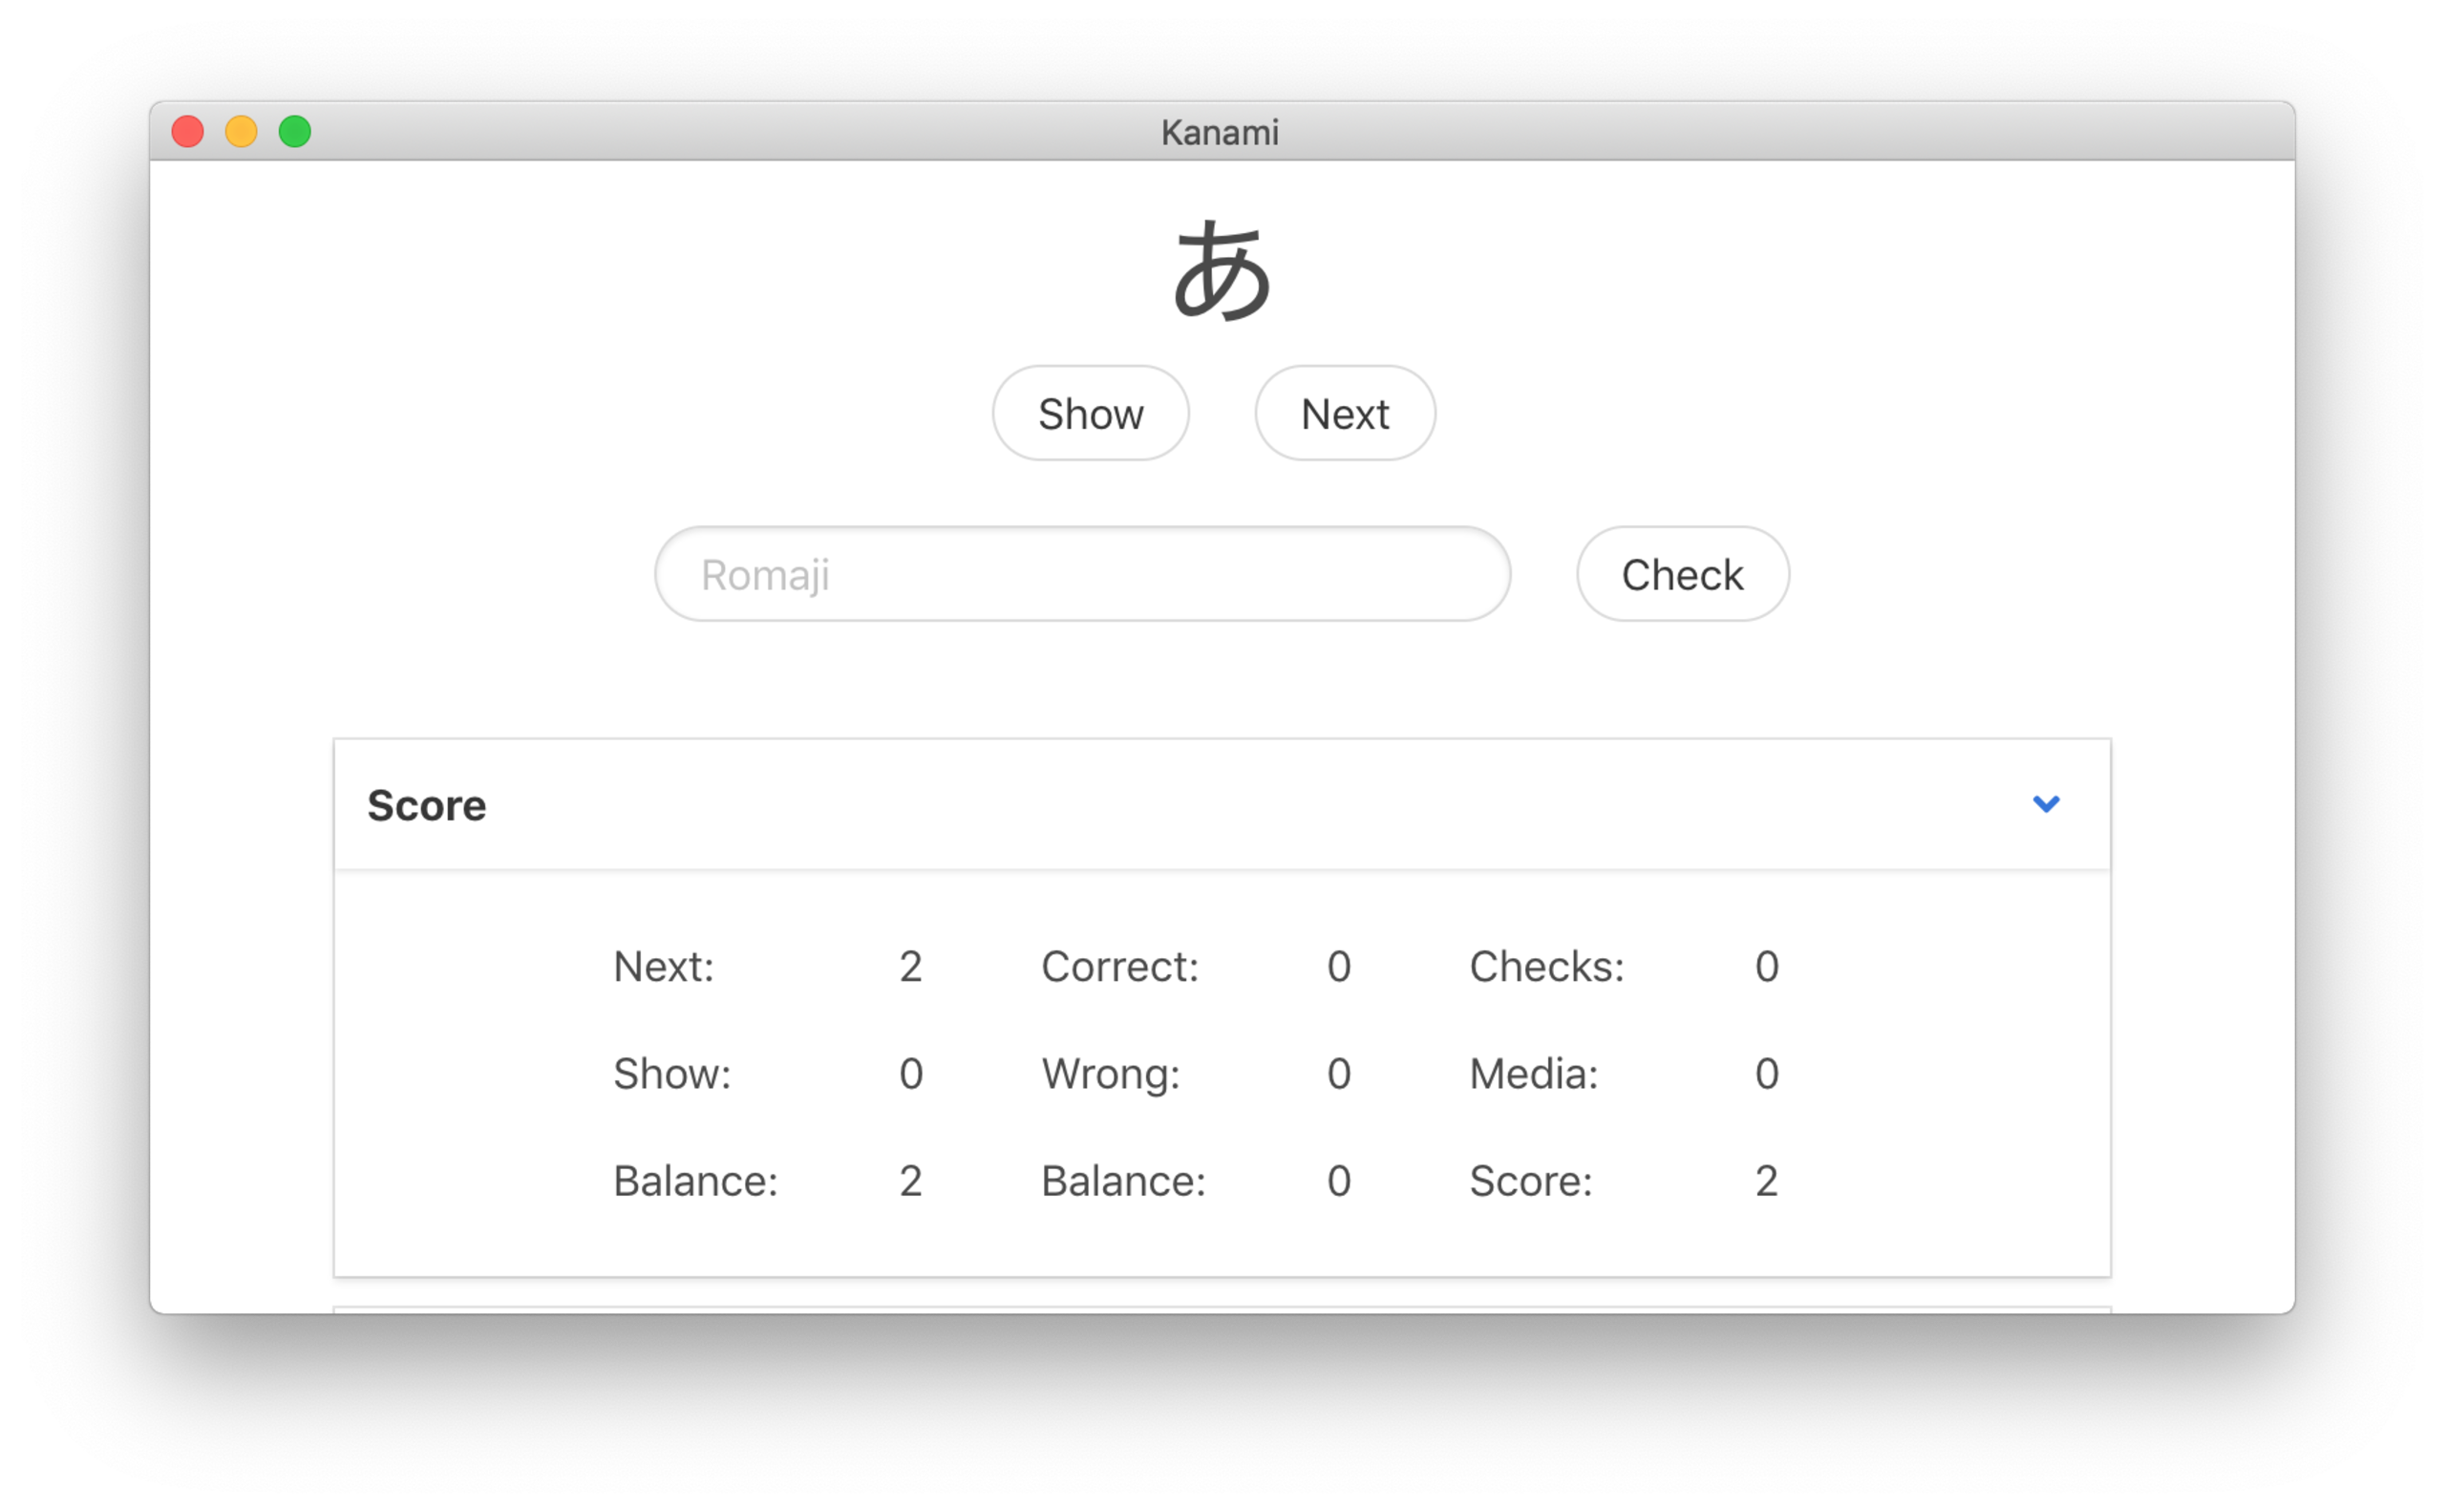 Kanami
あ
Show Next
Romaji Check
Score
Next: 2 Correct: 0 Checks: 0
Show: 0 Wrong: 0 Media: 0
Balance: 2 Balance: 0 Score: 2